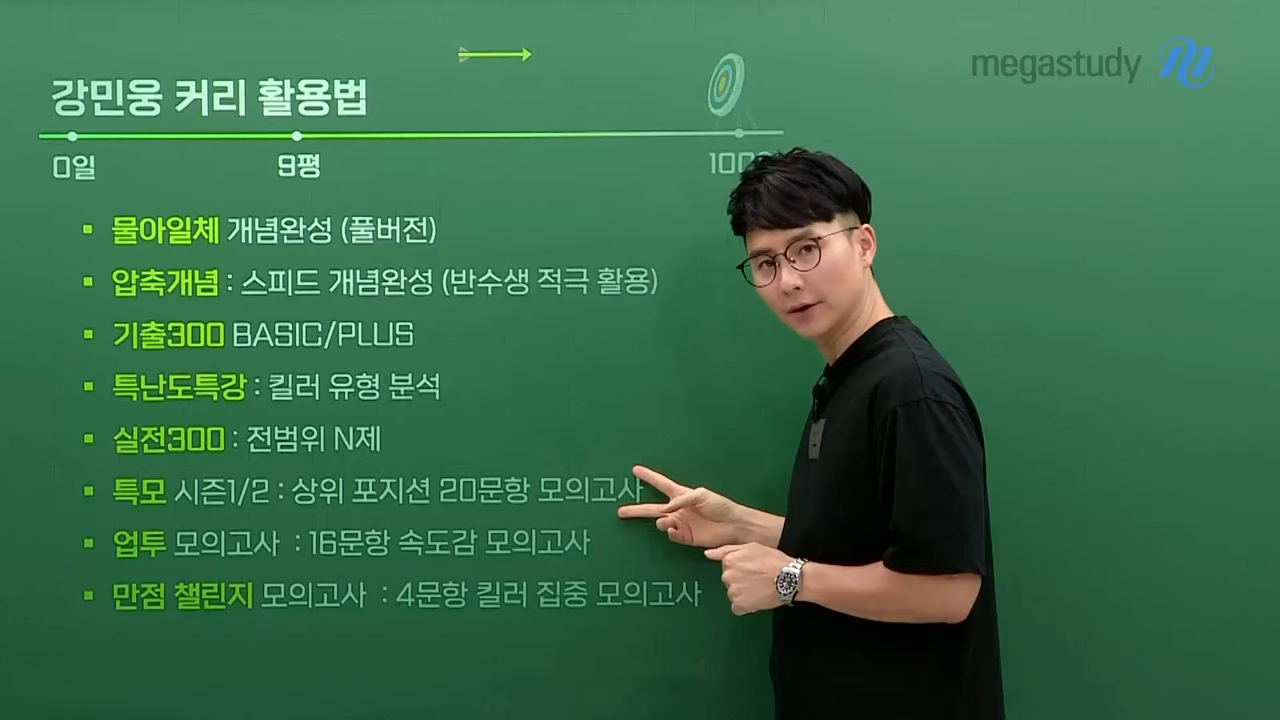 megastudy
강민웅 커리 활용법
0일
9평
100
물아일체 개념완성 (풀버전)
압축개념 : 스피드 개념완성 (반수생 적극 활용)
기출300 BASIC/PLUS
특난도특강 : 킬러 유형 분석
실전300 : 전범위 N제
특모 시즌1/2 : 상위 포지션 20문항 모의고사
업투 모의고사 : 16문항 속도감 모의고사
만점 챌린지 모의고사 : 4문항 킬러 집중 모의고사